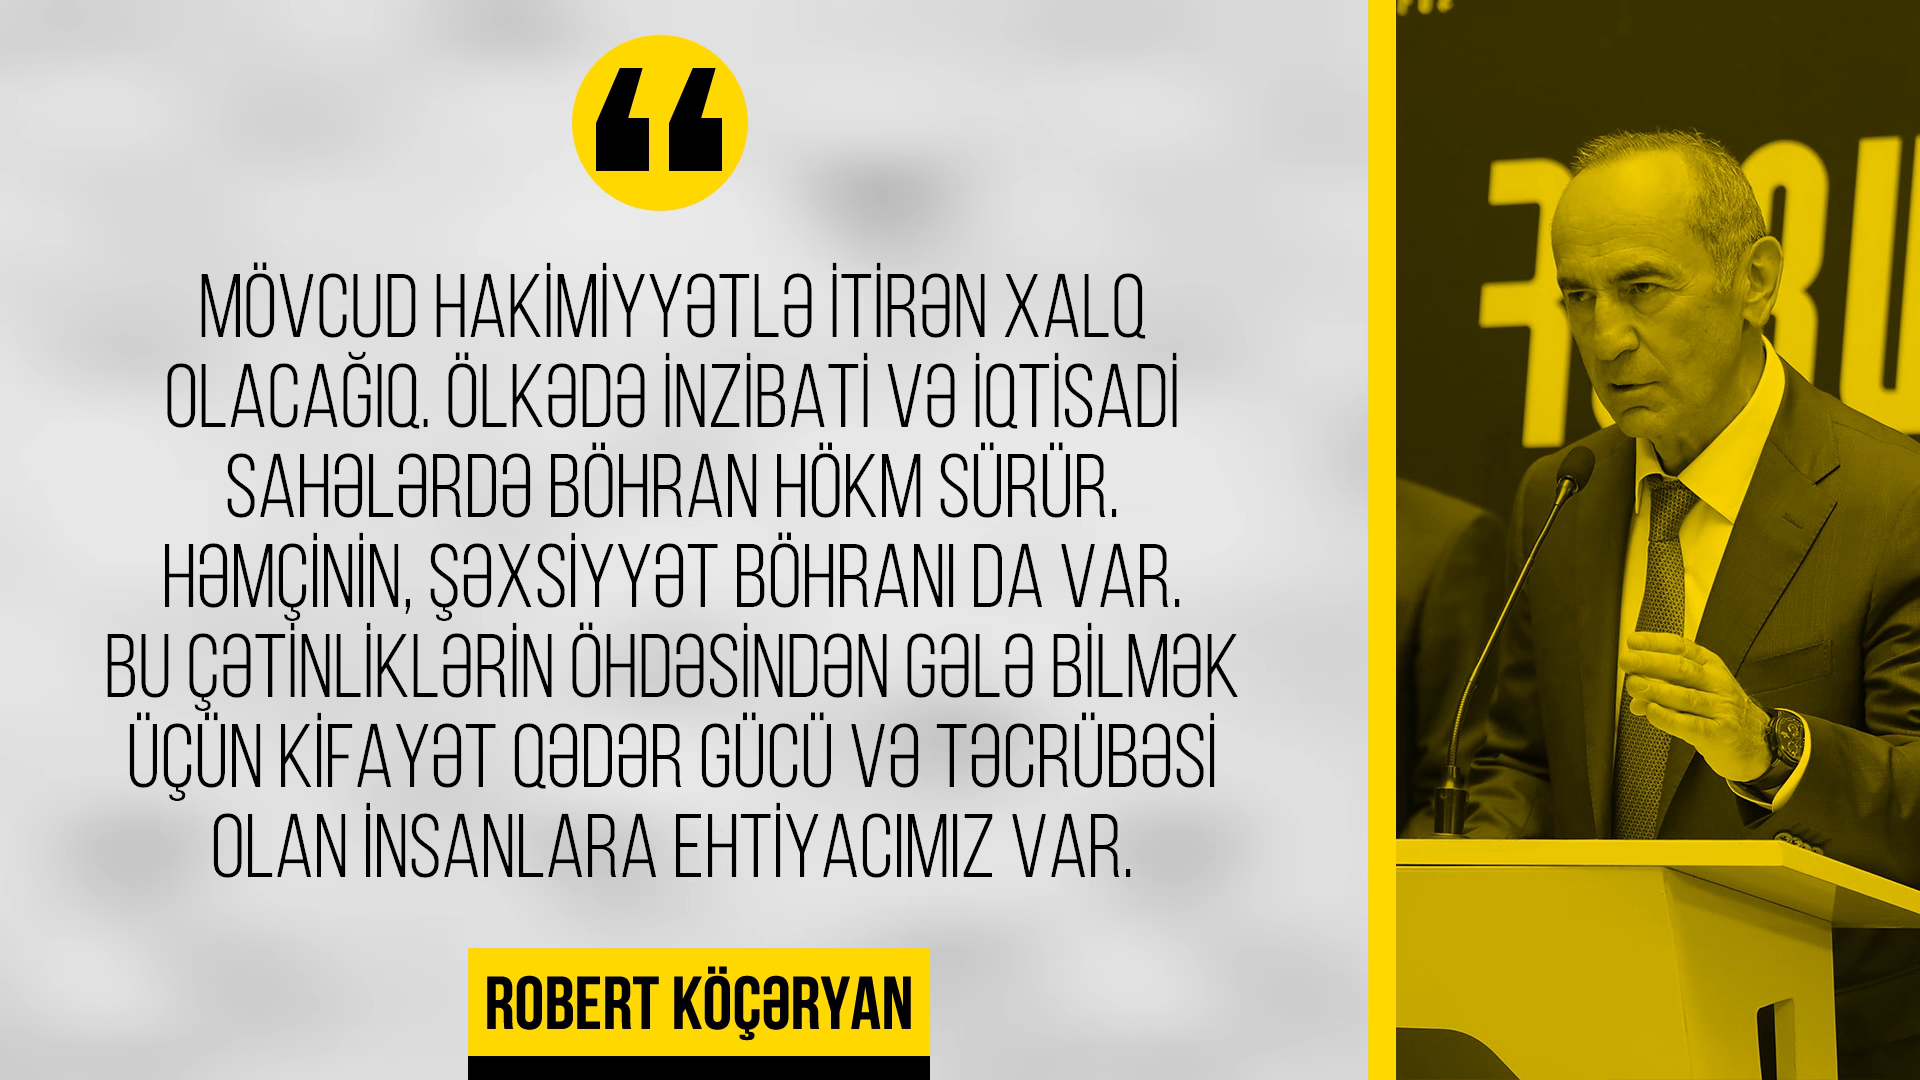 MÖVCUD HAKİMİYYƏTLƏ İTİRƏN XALQ
OLACAĞIQ. ÖLKƏDƏ İNZİBATİ VƏ İQTİSADİ
SAHƏLƏRDƏ BÖHRAN HÖKM SÜRÜR.
HƏMÇİNİN, ŞƏXSİYYƏT BÖHRANI DA VAR.
BU ÇƏTİNLİKLƏRİN ÖHDƏSİNDƏN GƏLƏ BİLMƏK
ÜÇÜN KİFAYƏT QƏDƏR GÜCÜ VƏ TƏCRÜBƏSİ
OLAN İNSANLARA EHTİYACIMIZ VAR.
ROBERT KÖÇƏRYAN